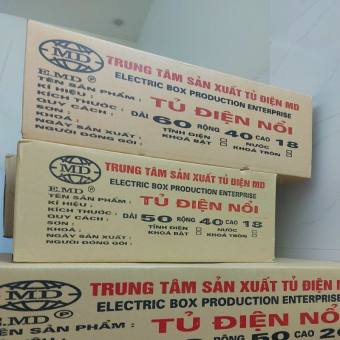 MD
E.MD ℗
TRUNG TÂM SẢN XUẤT TỦ ĐIỆN MD
ELECTRIC BOX PRODUCTION ENTERPRISE
TÊN SẢN PHẨM : TỦ ĐIỆN NỔI
KÍ HIỆU :
KÍCH THƯỚC : DÀI 60 RỘNG 40 CAO 18
QUY CÁCH : TĨNH ĐIỆN NƯỚC
SƠN :
KHOÁ : KHOÁ BẬT KHOÁ TRÒN
NGÀY SẢN XUẤT :
NGƯỜI ĐÓNG GÓI :
MD
E.MD ℗
TRUNG TÂM SẢN XUẤT TỦ ĐIỆN MD
ELECTRIC BOX PRODUCTION ENTERPRISE
TÊN SẢN PHẨM : TỦ ĐIỆN NỔI
KÍ HIỆU :
KÍCH THƯỚC : DÀI 50 RỘNG 40 CAO 18
QUY CÁCH :
SƠN : TĨNH ĐIỆN NƯỚC
KHOÁ : KHOÁ BẬT KHOÁ TRÒN
NGÀY SẢN XUẤT :
NGƯỜI ĐÓNG GÓI :
MD
E.MD ℗
TRUNG TÂM SẢN XUẤT TỦ ĐIỆN M
ELECTRIC BOX PRODUCTION ENTERPRISE
TÊN SẢN PHẨM : TỦ ĐIỆN NỔI
50 CAO